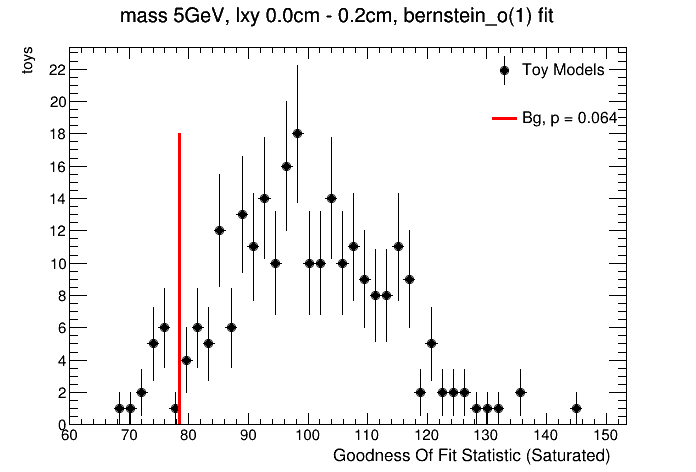 mass 5GeV, lxy 0.0cm - 0.2cm, bernstein_o(1) fit
toys
Toy Models
Bg, p = 0.064
22
20
18
16
14
12
10
8
6
4
2
0
60 70 80 90 100 110 120 130 140 150
Goodness Of Fit Statistic (Saturated)